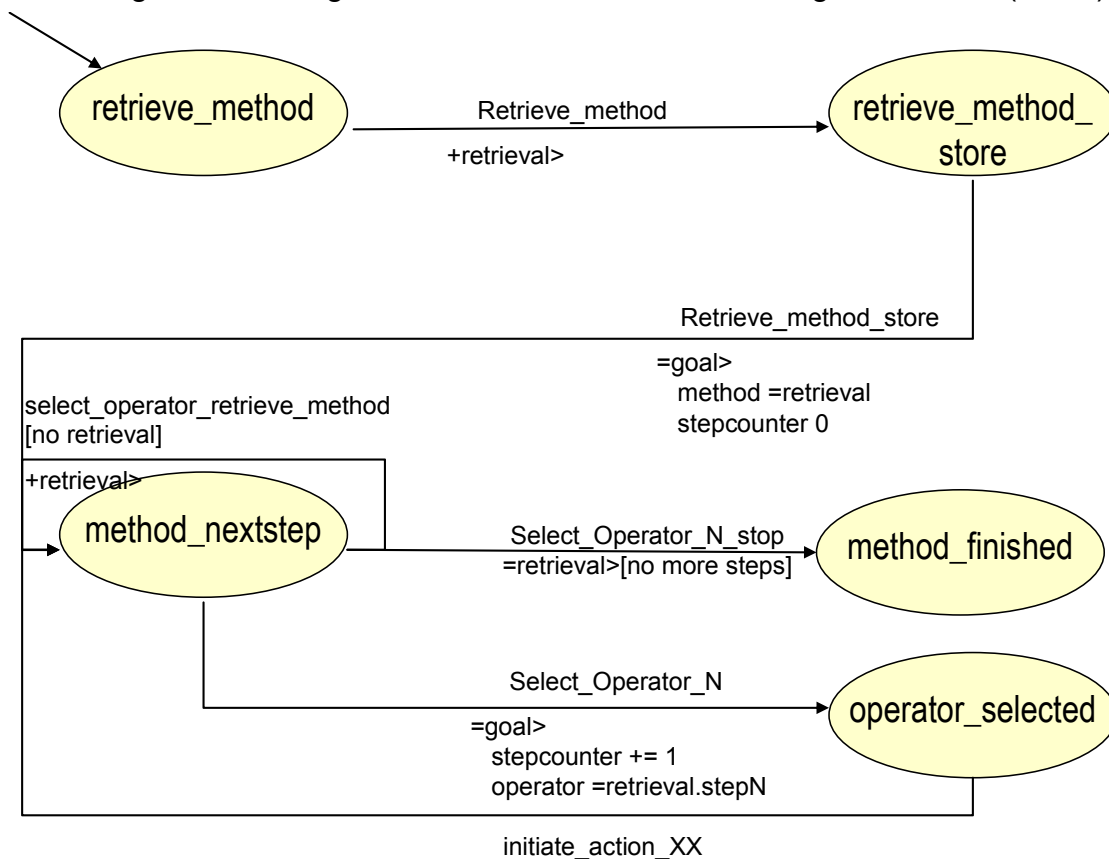 retrieve_method
Retrieve_method
+retrieval>
retrieve_method_
store
Retrieve_method_store
=goal>
method =retrieval
stepcounter 0
select_operator_retrieve_method
[no retrieval]
+retrieval>
method_nextstep
Select_Operator_N_stop
=retrieval>[no more steps]
method_finished
Select_Operator_N
=goal>
stepcounter += 1
operator =retrieval.stepN
operator_selected
initiate_action_XX